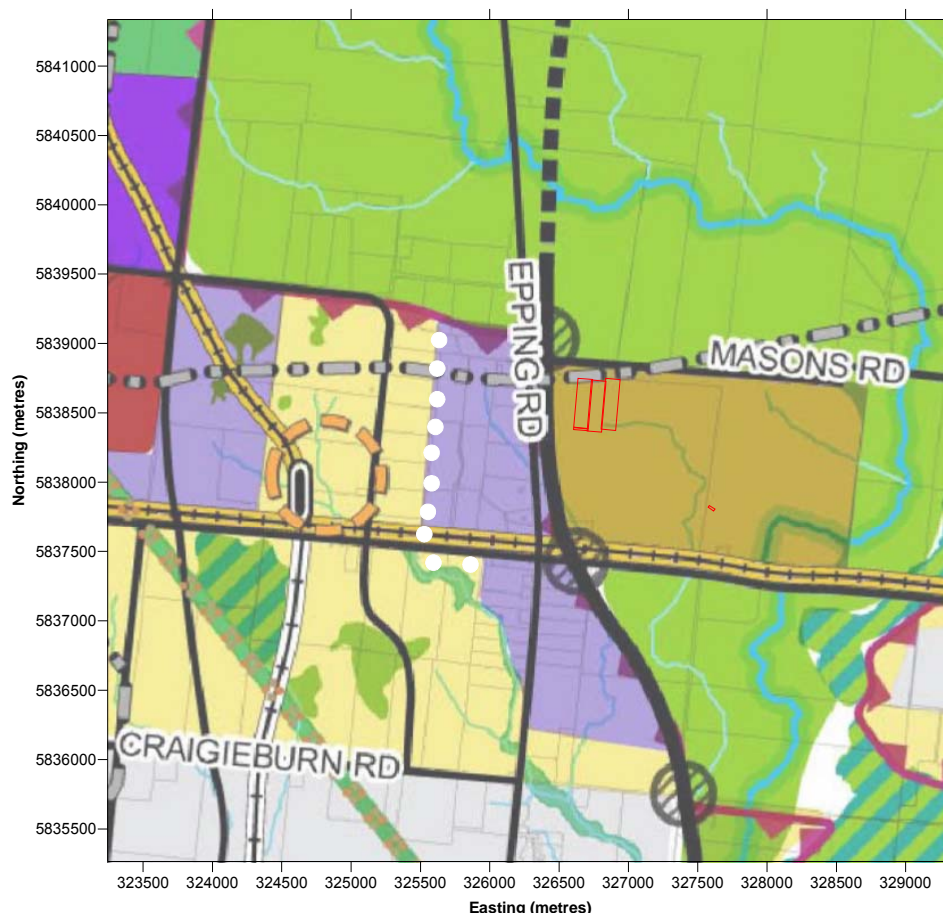 5841000
5840500
5840000
5839500
5839000
5838500
5838000
5837500
5837000
5836500
5836000
5835500
Northing (metres)
EPPING RD
MASONS RD
CRAIGIEBURN RD
323500 324000 324500 325000 325500 326000 326500 327000 327500 328000 328500 329000
Easting (metres)